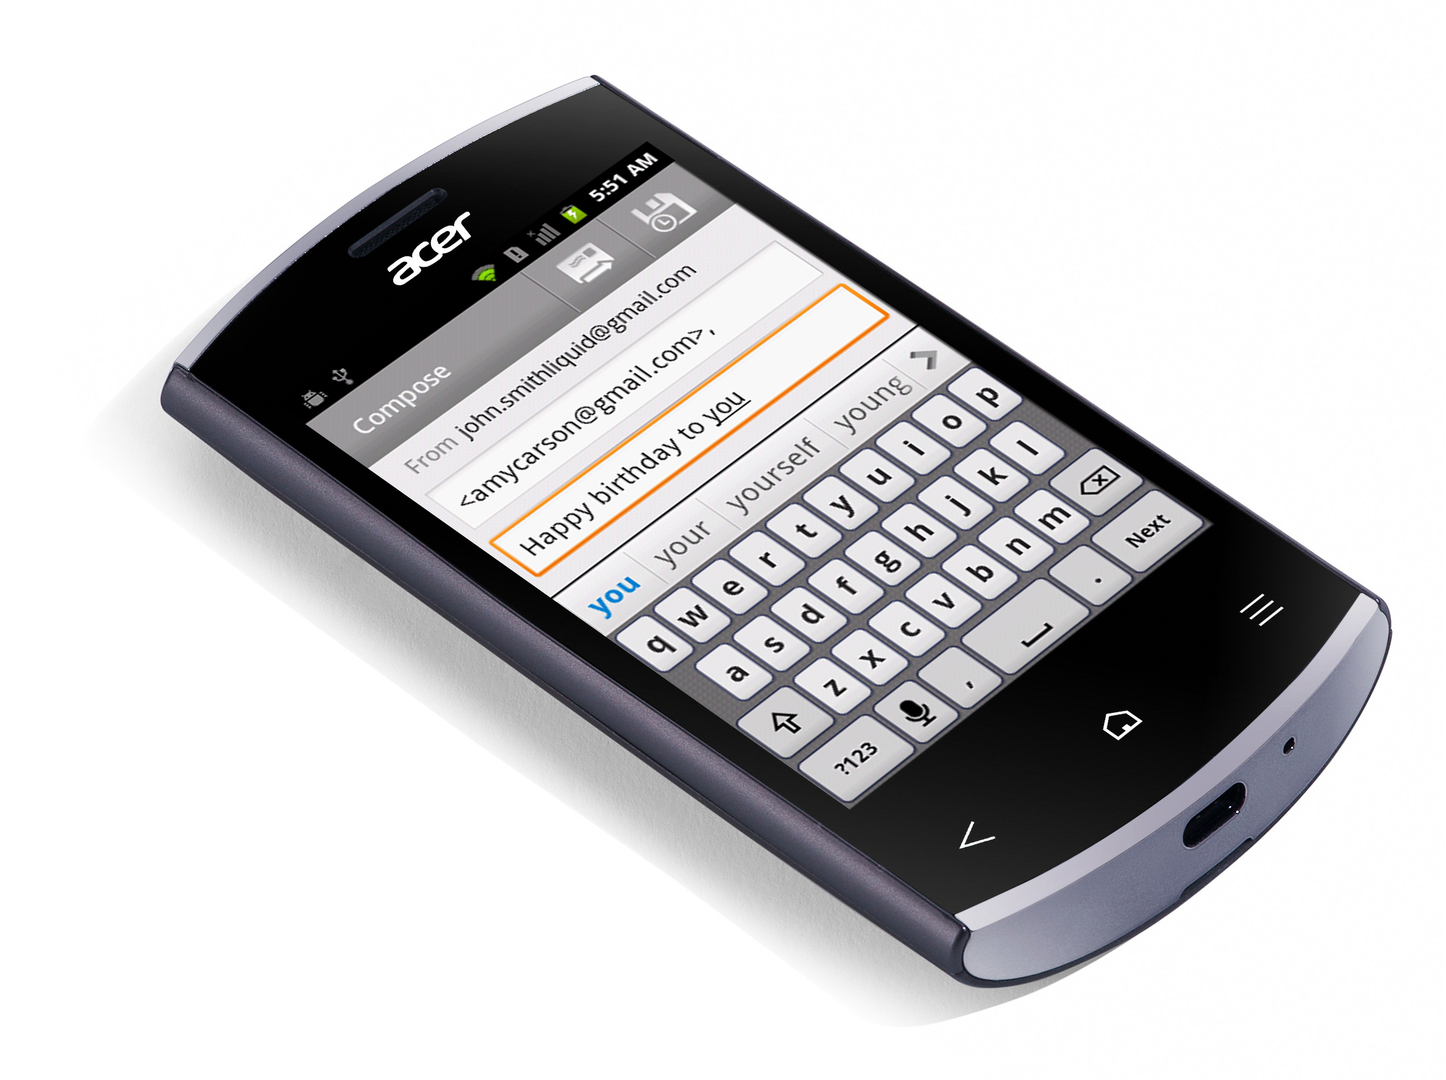 acer
5:51 AM
Compose
From john.smithliquid@gmail.com
<amycarson@gmail.com>,
Happy birthday to you
you your yourself young
q w e r t y u i o p
a s d f g h j k l
z x c v b n m
?123 , . Next